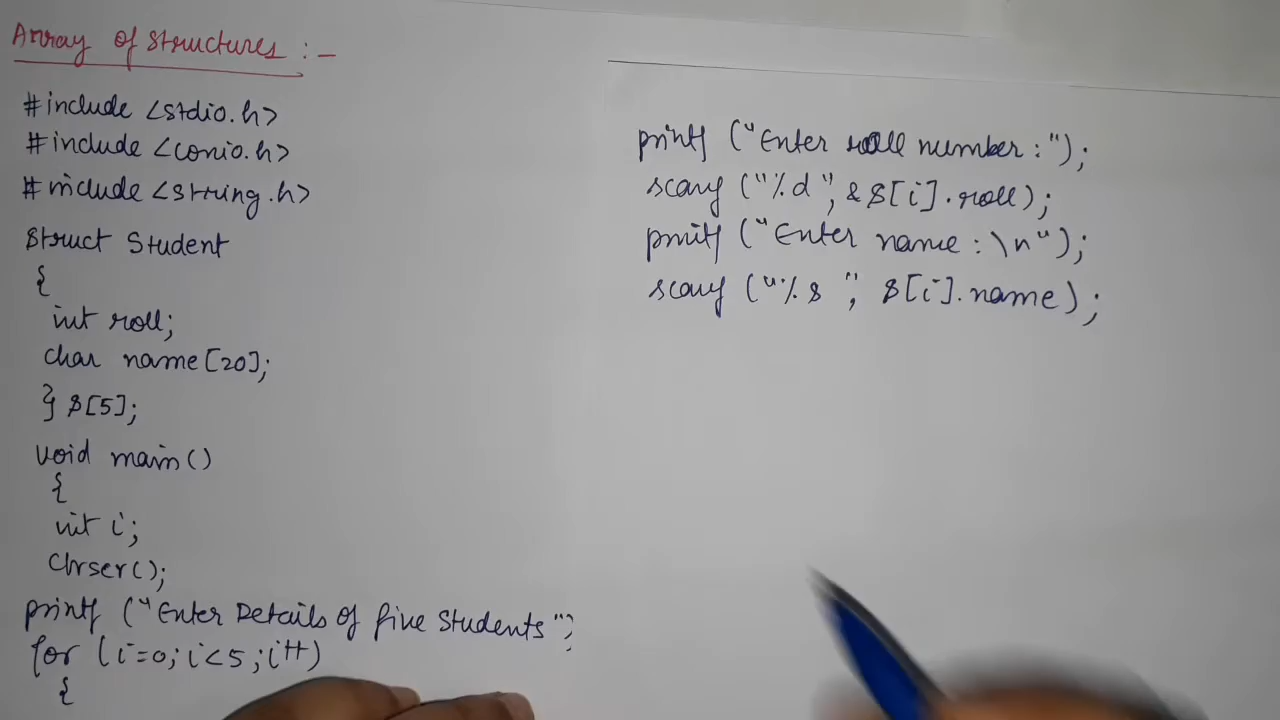 Array of Structures :-
#include <stdio.h>
#include <conio.h>
#include <string.h>
Struct Student
{
int roll;
char name[20];
} S[5];
void main()
{
int i;
Clrser();
printf ("Enter Details of five Students");
for (i=0; i<5; i++)
{
printf ("Enter roll number :");
scanf ("%d", & S[i].roll);
printf ("Enter name : \n");
scanf ("%s", S[i].name);